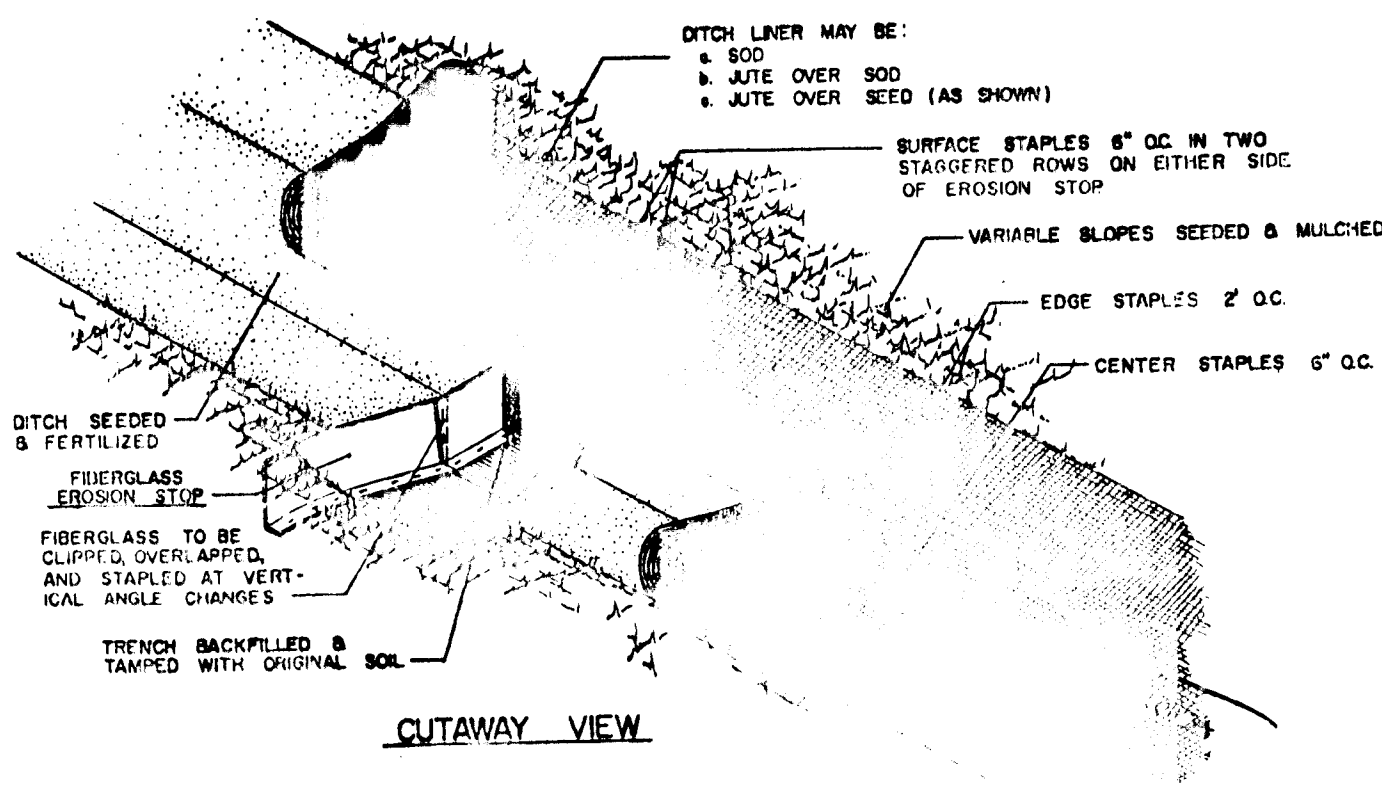 DITCH LINER MAY BE:
a. SOD
b. JUTE OVER SOD
c. JUTE OVER SEED (AS SHOWN)
SURFACE STAPLES 6" O.C. IN TWO
STAGGERED ROWS ON EITHER SIDE
OF EROSION STOP.
VARIABLE SLOPES SEEDED & MULCHED
EDGE STAPLES 2' O.C.
CENTER STAPLES 6" O.C.
DITCH SEEDED
& FERTILIZED
FIBERGLASS
EROSION STOP
FIBERGLASS TO BE
CLIPPED, OVERLAPPED,
AND STAPLED AT VERT-
ICAL ANGLE CHANGES
TRENCH BACKFILLED &
TAMPED WITH ORIGINAL SOIL
CUTAWAY VIEW